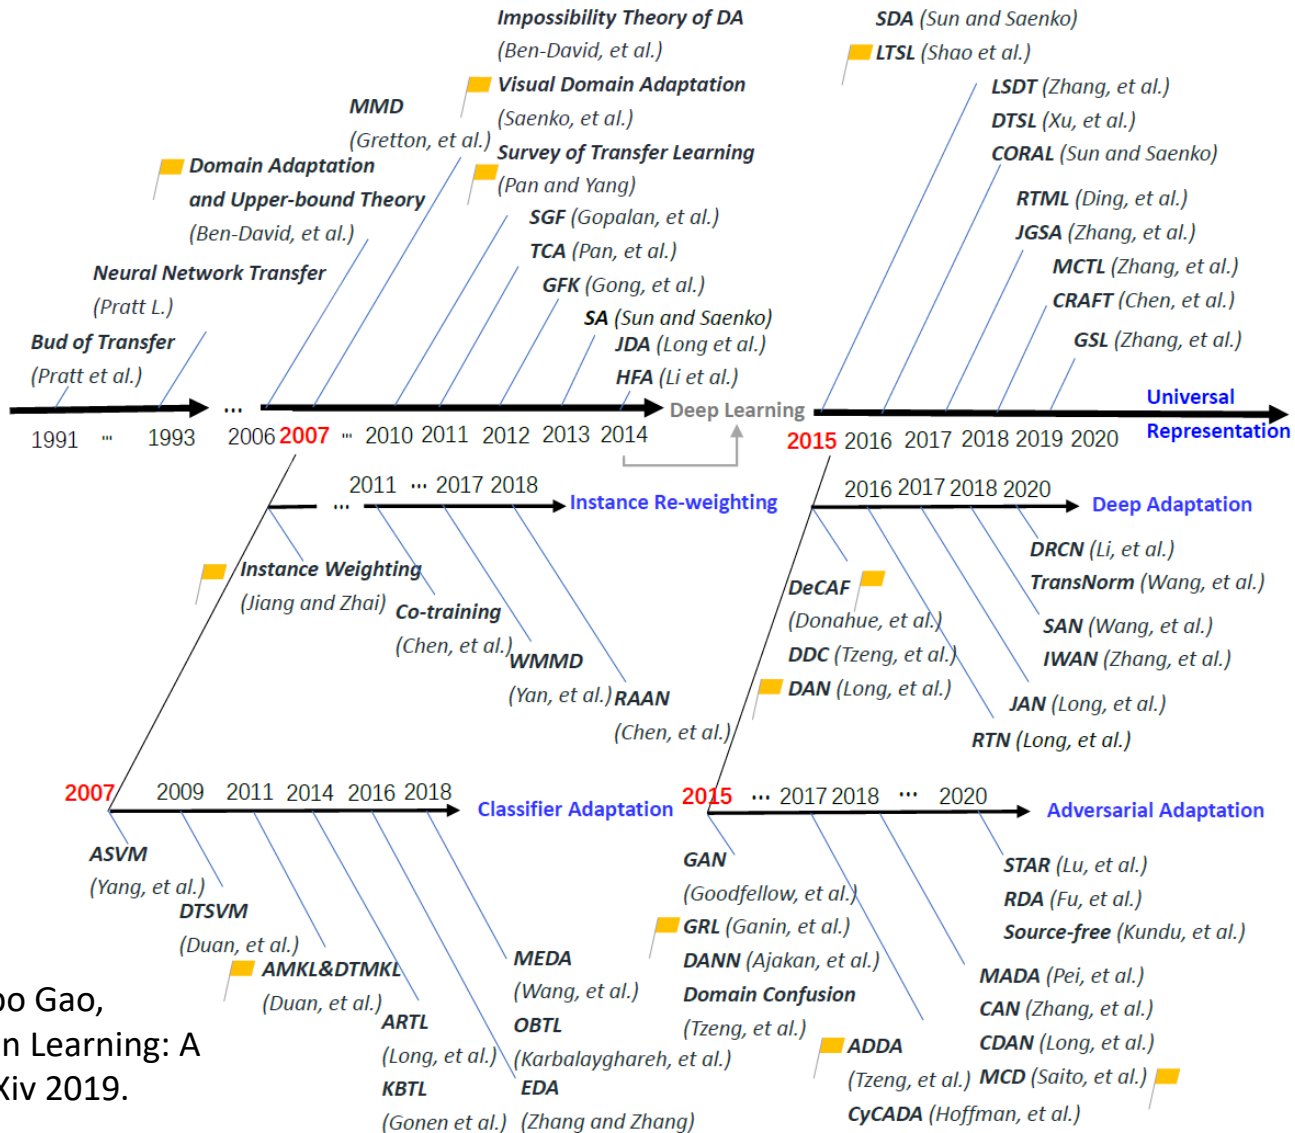 Impossibility Theory of DA
(Ben-David, et al.)
Visual Domain Adaptation
(Saenko, et al.)
Survey of Transfer Learning
(Pan and Yang)
MMD
(Gretton, et al.)
Domain Adaptation
and Upper-bound Theory
(Ben-David, et al.)
Neural Network Transfer
(Pratt L.)
Bud of Transfer
(Pratt et al.)
SGF (Gopalan, et al.)
TCA (Pan, et al.)
GFK (Gong, et al.)
SA (Sun and Saenko)
JDA (Long et al.)
HFA (Li et al.)
SDA (Sun and Saenko)
LTSL (Shao et al.)
LSDT (Zhang, et al.)
DTSL (Xu, et al.)
CORAL (Sun and Saenko)
RTML (Ding, et al.)
JGSA (Zhang, et al.)
MCTL (Zhang, et al.)
CRAFT (Chen, et al.)
GSL (Zhang, et al.)
... Deep Learning
Universal
Representation
1991 ... 1993 2006 2007 ... 2010 2011 2012 2013 2014 2015 2016 2017 2018 2019 2020
2011 ... 2017 2018
... Instance Re-weighting
Instance Weighting
(Jiang and Zhai)
Co-training
(Chen, et al.)
WMMD
(Yan, et al.)
RAAN
(Chen, et al.)
2016 2017 2018 2020
Deep Adaptation
DeCAF
(Donahue, et al.)
DDC (Tzeng, et al.)
DAN (Long, et al.)
DRCN (Li, et al.)
TransNorm (Wang, et al.)
SAN (Wang, et al.)
IWAN (Zhang, et al.)
JAN (Long, et al.)
RTN (Long, et al.)
2007 2009 2011 2014 2016 2018
Classifier Adaptation
ASVM
(Yang, et al.)
DTSVM
(Duan, et al.)
AMKL&DTMKL
(Duan, et al.)
ARTL
(Long, et al.)
KBTL
(Gonen et al.)
MEDA
(Wang, et al.)
OBTL
(Karbalayghareh, et al.)
EDA
(Zhang and Zhang)
2015 ... 2017 2018 ... 2020
Adversarial Adaptation
GAN
(Goodfellow, et al.)
GRL (Ganin, et al.)
DANN (Ajakan, et al.)
Domain Confusion
(Tzeng, et al.)
ADDA
(Tzeng, et al.)
CyCADA (Hoffman, et al.)
STAR (Lu, et al.)
RDA (Fu, et al.)
Source-free (Kundu, et al.)
MADA (Pei, et al.)
CAN (Zhang, et al.)
CDAN (Long, et al.)
MCD (Saito, et al.)
Gao,
n Learning: A
Xiv 2019.